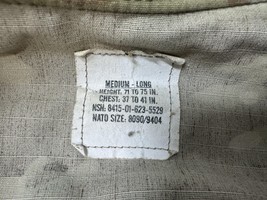 MEDIUM - LONG
HEIGHT: 71 TO 75 IN.
CHEST: 37 TO 41 IN.
NSN: 8415-01-623-5529
NATO SIZE: 8090/9404